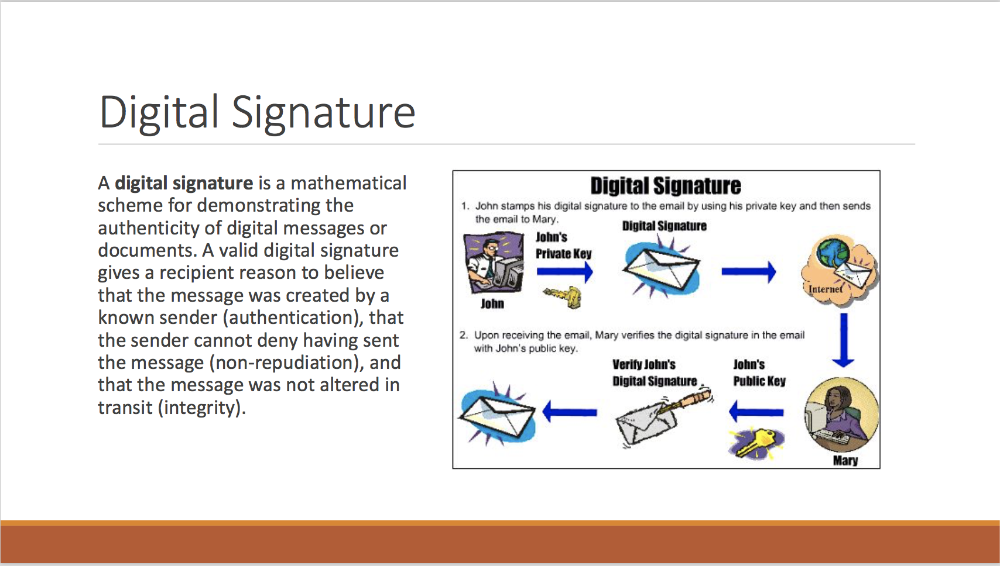 Digital Signature
A digital signature is a mathematical
scheme for demonstrating the
authenticity of digital messages or
documents. A valid digital signature
gives a recipient reason to believe
that the message was created by a
known sender (authentication), that
the sender cannot deny having sent
the message (non-repudiation), and
that the message was not altered in
transit (integrity).
Digital Signature
1. John stamps his digital signature to the email by using his private key and then sends
the email to Mary.
Digital Signature
John's
Private Key
John
Internet
2. Upon receiving the email, Mary verifies the digital signature in the email
with John's public key.
Verify John's
Digital Signature
John's
Public Key
Mary